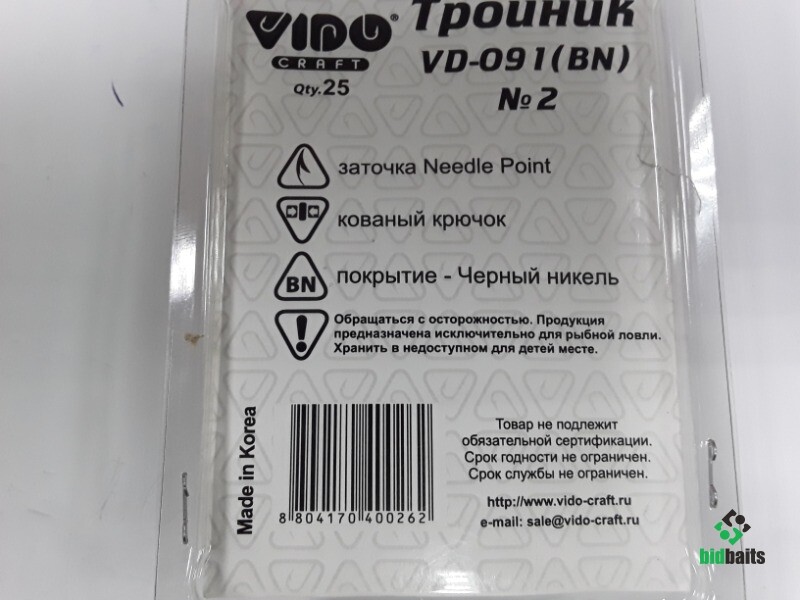 VIDO®
CRAFT
Qty.25
Тройник
VD-091(BN)
№2
заточка Needle Point
кованый крючок
BN
покрытие - Черный никель
Обращаться с осторожностью. Продукция
предназначена исключительно для рыбной ловли.
Хранить в недоступном для детей месте.
Made in Korea
8 804170 400262
Товар не подлежит
обязательной сертификации.
Срок годности не ограничен.
Срок службы не ограничен.
http://www.vido-craft.ru
e-mail: sale@vido-craft.ru
bidbaits